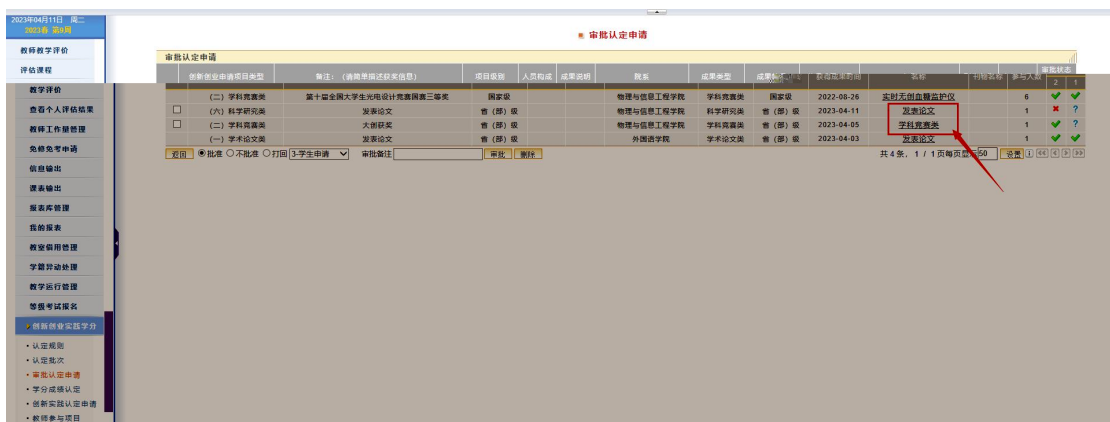 2023年04月11日 周二
2023春 第9周
教师教学评价
评估课程
教学评价
查看个人评估结果
教师工作量管理
免修免考申请
信息输出
课表输出
报表库管理
我的报表
教室借用管理
学籍异动处理
教学运行管理
等级考试报名
创新创业实践学分
• 认定规则
• 认定批次
• 审批认定申请
• 学分成绩认定
• 创新实践认定申请
• 教师参与项目
审批认定申请
审批认定申请
创新创业申请项目类型 备注：（请简单描述获奖信息） 项目级别 人员构成 成果说明 院系 成果类型 获得成果时间 名称 刊物名称 参与人数 审批状态
2 1
(二) 学科竞赛类 第十届全国大学生光电设计竞赛国赛三等奖 国家级 物理与信息工程学院 学科竞赛类 国家级 2022-08-26 实时无创血糖监护仪 6
(六) 科学研究类 发表论文 省（部）级 物理与信息工程学院 科学研究类 省（部）级 2023-04-11 发表论文 1 ?
(二) 学科竞赛类 大创获奖 省（部）级 物理与信息工程学院 学科竞赛类 省（部）级 2023-04-05 学科竞赛类 1 ?
(一) 学术论文类 发表论文 省（部）级 外国语学院 学术论文类 省（部）级 2023-04-03 发表论文 1
返回 批准 不批准 打回 3-学生申请 审批备注 审批 删除 共4条, 1 / 1页每页显 50 设置 1